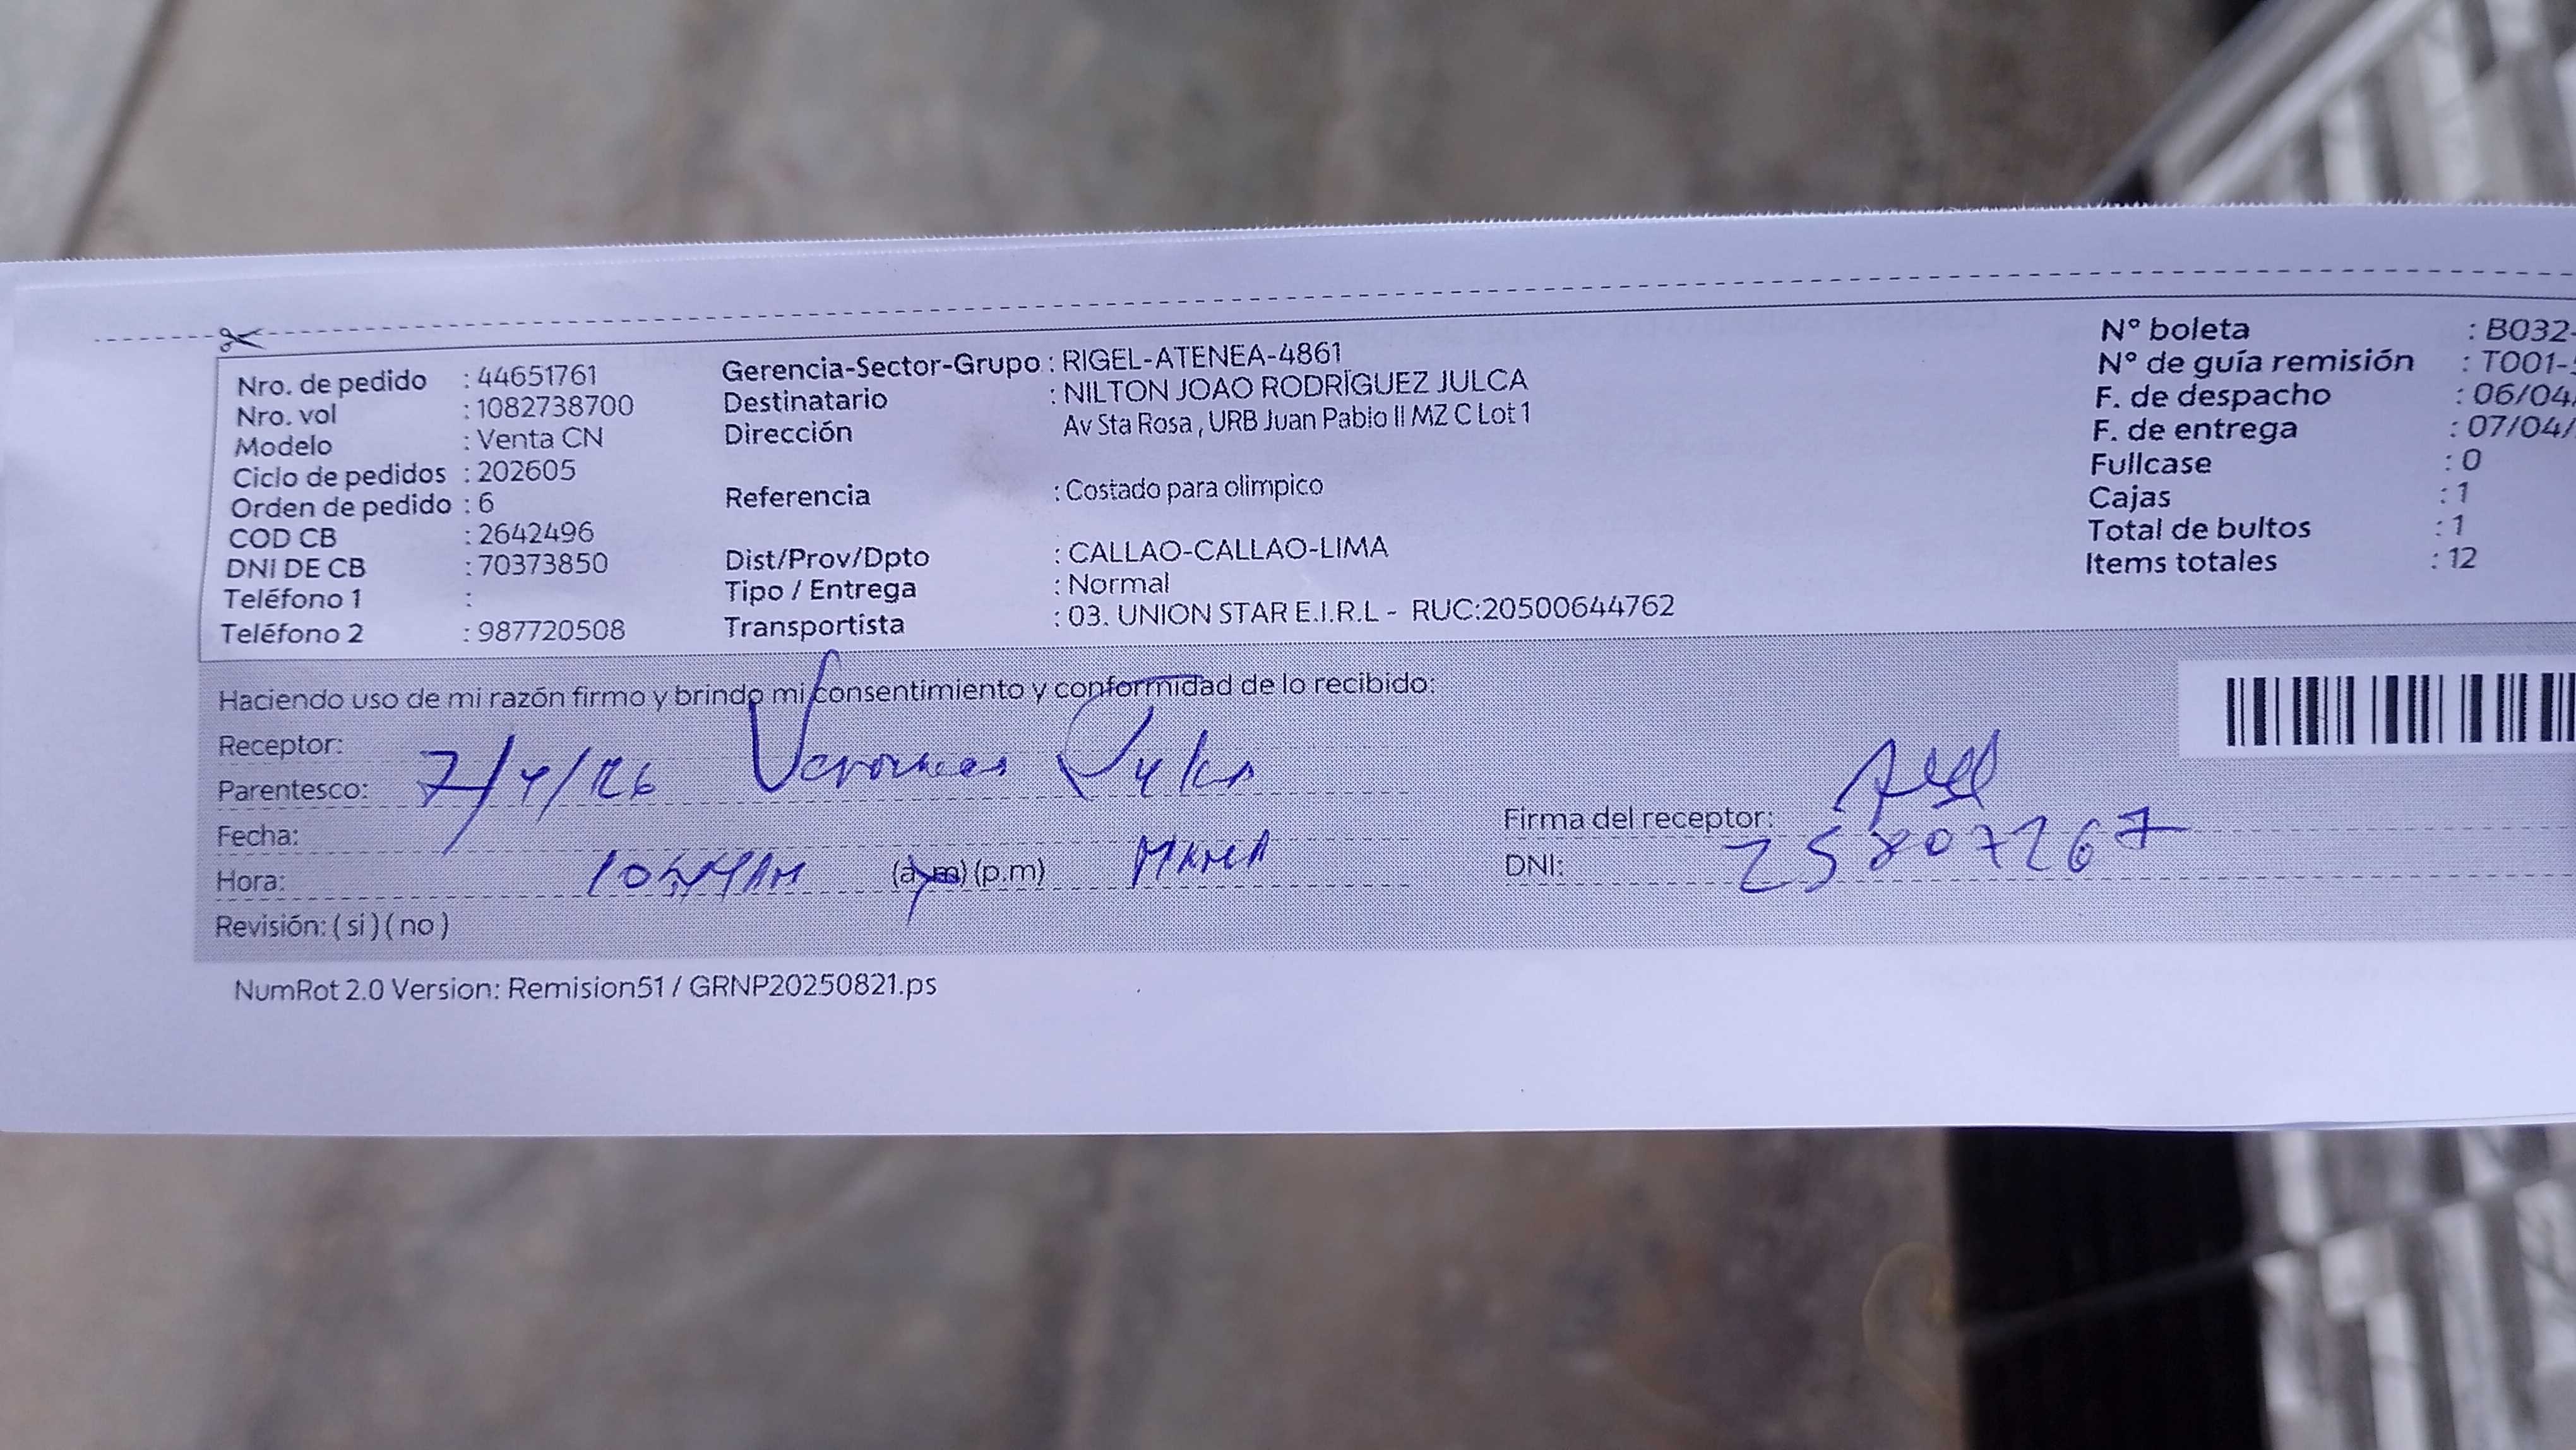 Nro. de pedido : 44651761
Nro. vol : 1082738700
Modelo : Venta CN
Ciclo de pedidos : 202605
Orden de pedido : 6
COD CB : 2642496
DNI DE CB : 70373850
Teléfono 1 :
Teléfono 2 : 987720508
Gerencia-Sector-Grupo : RIGEL-ATENEA-4861
Destinatario : NILTON JOAO RODRÍGUEZ JULCA
Dirección Av Sta Rosa , URB Juan Pablo II MZ C Lot 1
Referencia : Costado para olimpico
Dist/Prov/Dpto : CALLAO-CALLAO-LIMA
Tipo / Entrega : Normal
Transportista : 03. UNION STAR E.I.R.L - RUC:20500644762
N° boleta : B032-
N° de guía remisión : T001-
F. de despacho : 06/04/
F. de entrega : 07/04/
Fullcase : 0
Cajas : 1
Total de bultos : 1
Items totales : 12
Haciendo uso de mi razón firmo y brindo mi consentimiento y conformidad de lo recibido:
Receptor: Veronica Julca
Parentesco: 7/4/26
Fecha:
Hora: (a.m) (p.m) MAMA
Revisión: ( si ) ( no )
Firma del receptor:
DNI: 25807267
NumRot 2.0 Version: Remision51 / GRNP20250821.ps